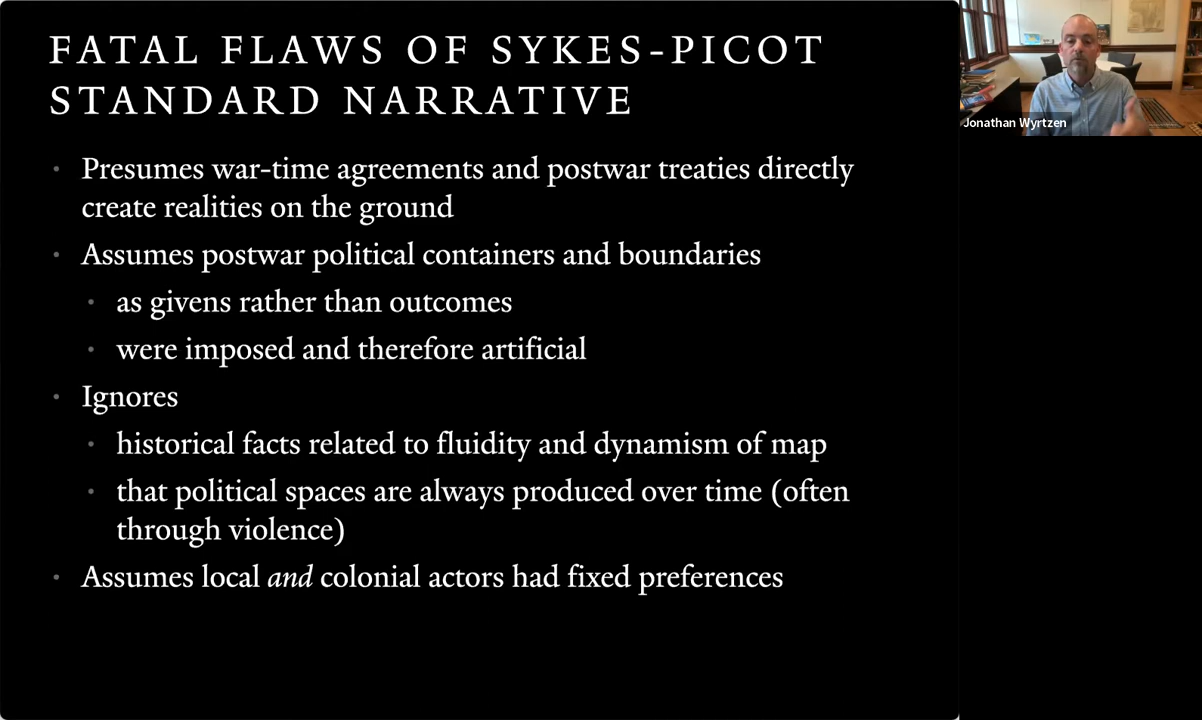 FATAL FLAWS OF SYKES-PICOT
STANDARD NARRATIVE
• Presumes war-time agreements and postwar treaties directly
create realities on the ground
• Assumes postwar political containers and boundaries
• as givens rather than outcomes
• were imposed and therefore artificial
• Ignores
• historical facts related to fluidity and dynamism of map
• that political spaces are always produced over time (often
through violence)
• Assumes local and colonial actors had fixed preferences
Jonathan Wyrtzen